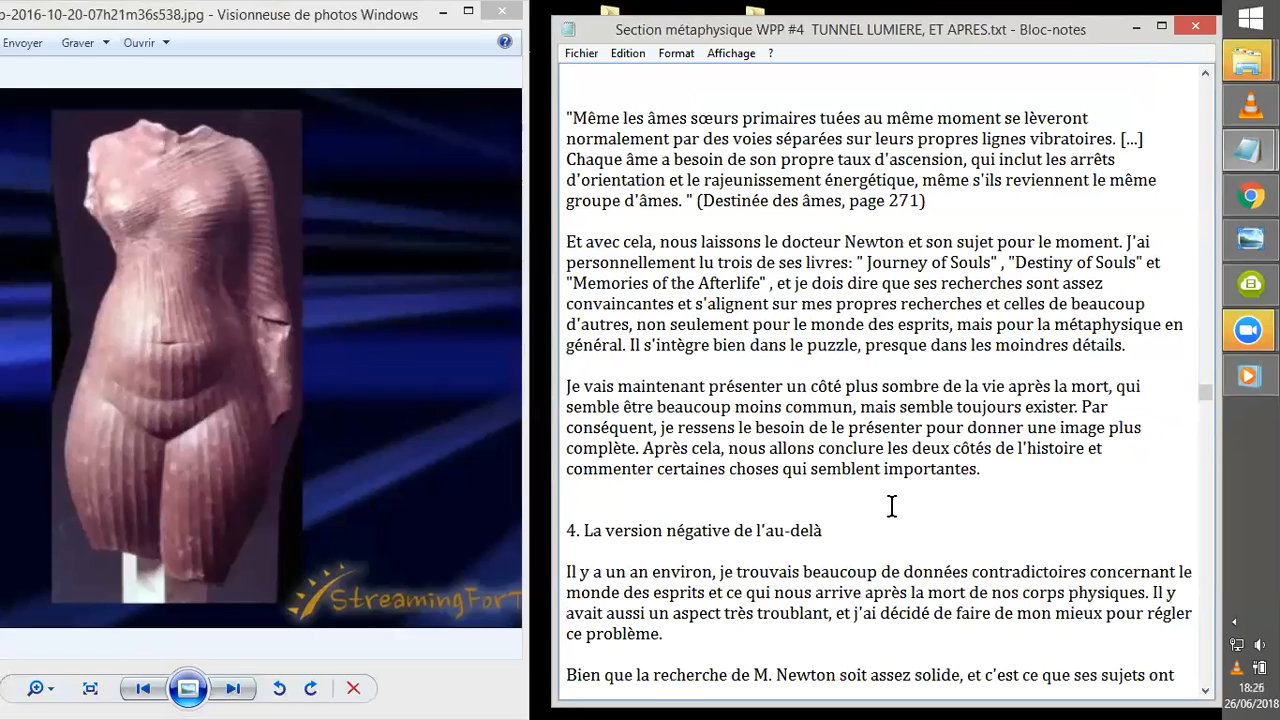 o-2016.10.20-07h21m36s538.jpg - Visionneuse de photos Windows
Envoyer Graver Ouvrir
StreamingForT
Section métaphysique WPP #4 TUNNEL LUMIERE, ET APRES.txt - Bloc-notes
Fichier Edition Format Affichage ?
"Même les âmes sœurs primaires tuées au même moment se lèveront
normalement par des voies séparées sur leurs propres lignes vibratoires. [...]
Chaque âme a besoin de son propre taux d'ascension, qui inclut les arrêts
d'orientation et le rajeunissement énergétique, même s'ils reviennent le même
groupe d'âmes. " (Destinée des âmes, page 271)
Et avec cela, nous laissons le docteur Newton et son sujet pour le moment. J'ai
personnellement lu trois de ses livres: " Journey of Souls" , "Destiny of Souls" et
"Memories of the Afterlife" , et je dois dire que ses recherches sont assez
convaincantes et s'alignent sur mes propres recherches et celles de beaucoup
d'autres, non seulement pour le monde des esprits, mais pour la métaphysique en
général. Il s'intègre bien dans le puzzle, presque dans les moindres détails.
Je vais maintenant présenter un côté plus sombre de la vie après la mort, qui
semble être beaucoup moins commun, mais semble toujours exister. Par
conséquent, je ressens le besoin de le présenter pour donner une image plus
complète. Après cela, nous allons conclure les deux côtés de l'histoire et
commenter certaines choses qui semblent importantes.
4. La version négative de l'au-delà
Il y a un an environ, je trouvais beaucoup de données contradictoires concernant le
monde des esprits et ce qui nous arrive après la mort de nos corps physiques. Il y
avait aussi un aspect très troublant, et j'ai décidé de faire de mon mieux pour régler
ce problème.
Bien que la recherche de M. Newton soit assez solide, et c'est ce que ses sujets ont
18:26
26/06/2018